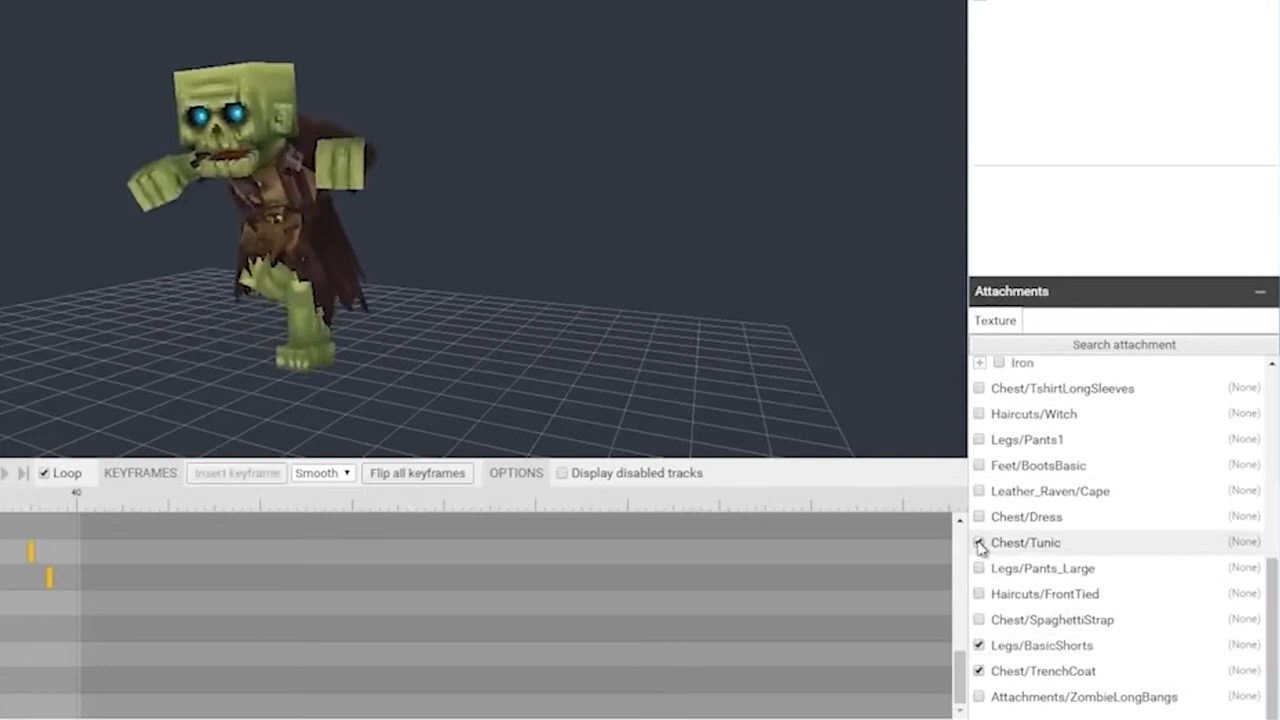 Attachments
Texture
Search attachment
Iron
Chest/TshirtLongSleeves (None)
Haircuts/Witch (None)
Legs/Pants1 (None)
Feet/BootsBasic (None)
Leather_Raven/Cape (None)
Chest/Dress (None)
Chest/Tunic (None)
Legs/Pants_Large (None)
Haircuts/FrontTied (None)
Chest/SpaghettiStrap (None)
Legs/BasicShorts (None)
Chest/TrenchCoat (None)
Attachments/ZombieLongBangs (None)
Loop KEYFRAMES Insert keyframe Smooth Flip all keyframes OPTIONS Display disabled tracks
40